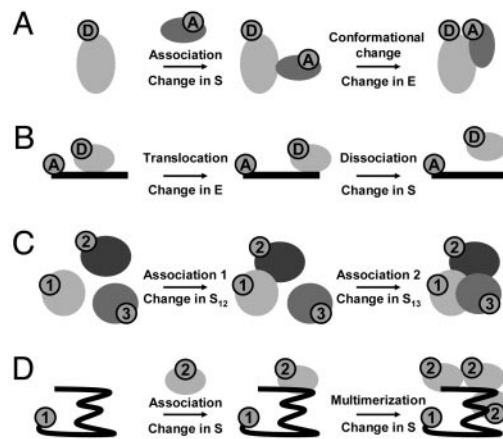 A
D
A
Association
Change in S
D
A
Conformational
change
Change in E
D A
B
A D
Translocation
Change in E
A D
Dissociation
Change in S
D
A
C
2
1
3
Association 1
Change in S₁₂
2
1
3
Association 2
Change in S₁₃
2
1
3
D
1
2
Association
Change in S
2
1
Multimerization
Change in S
2 2
1 2